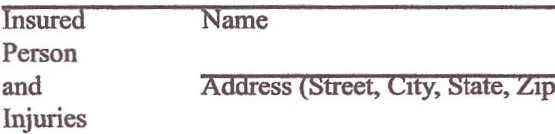 Insured Name
Person
and Address (Street, City, State, Zip
Injuries